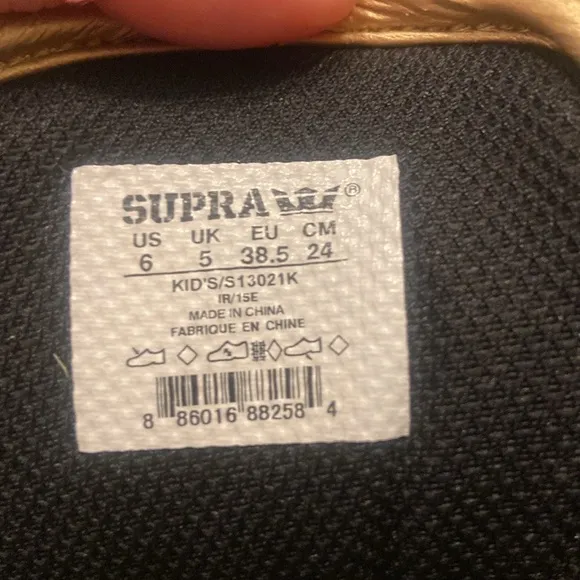 SUPRA ®
US UK EU CM
6 5 38.5 24
KID'S/S13021K
IR/15E
MADE IN CHINA
FABRIQUE EN CHINE
8 86016 88258 4